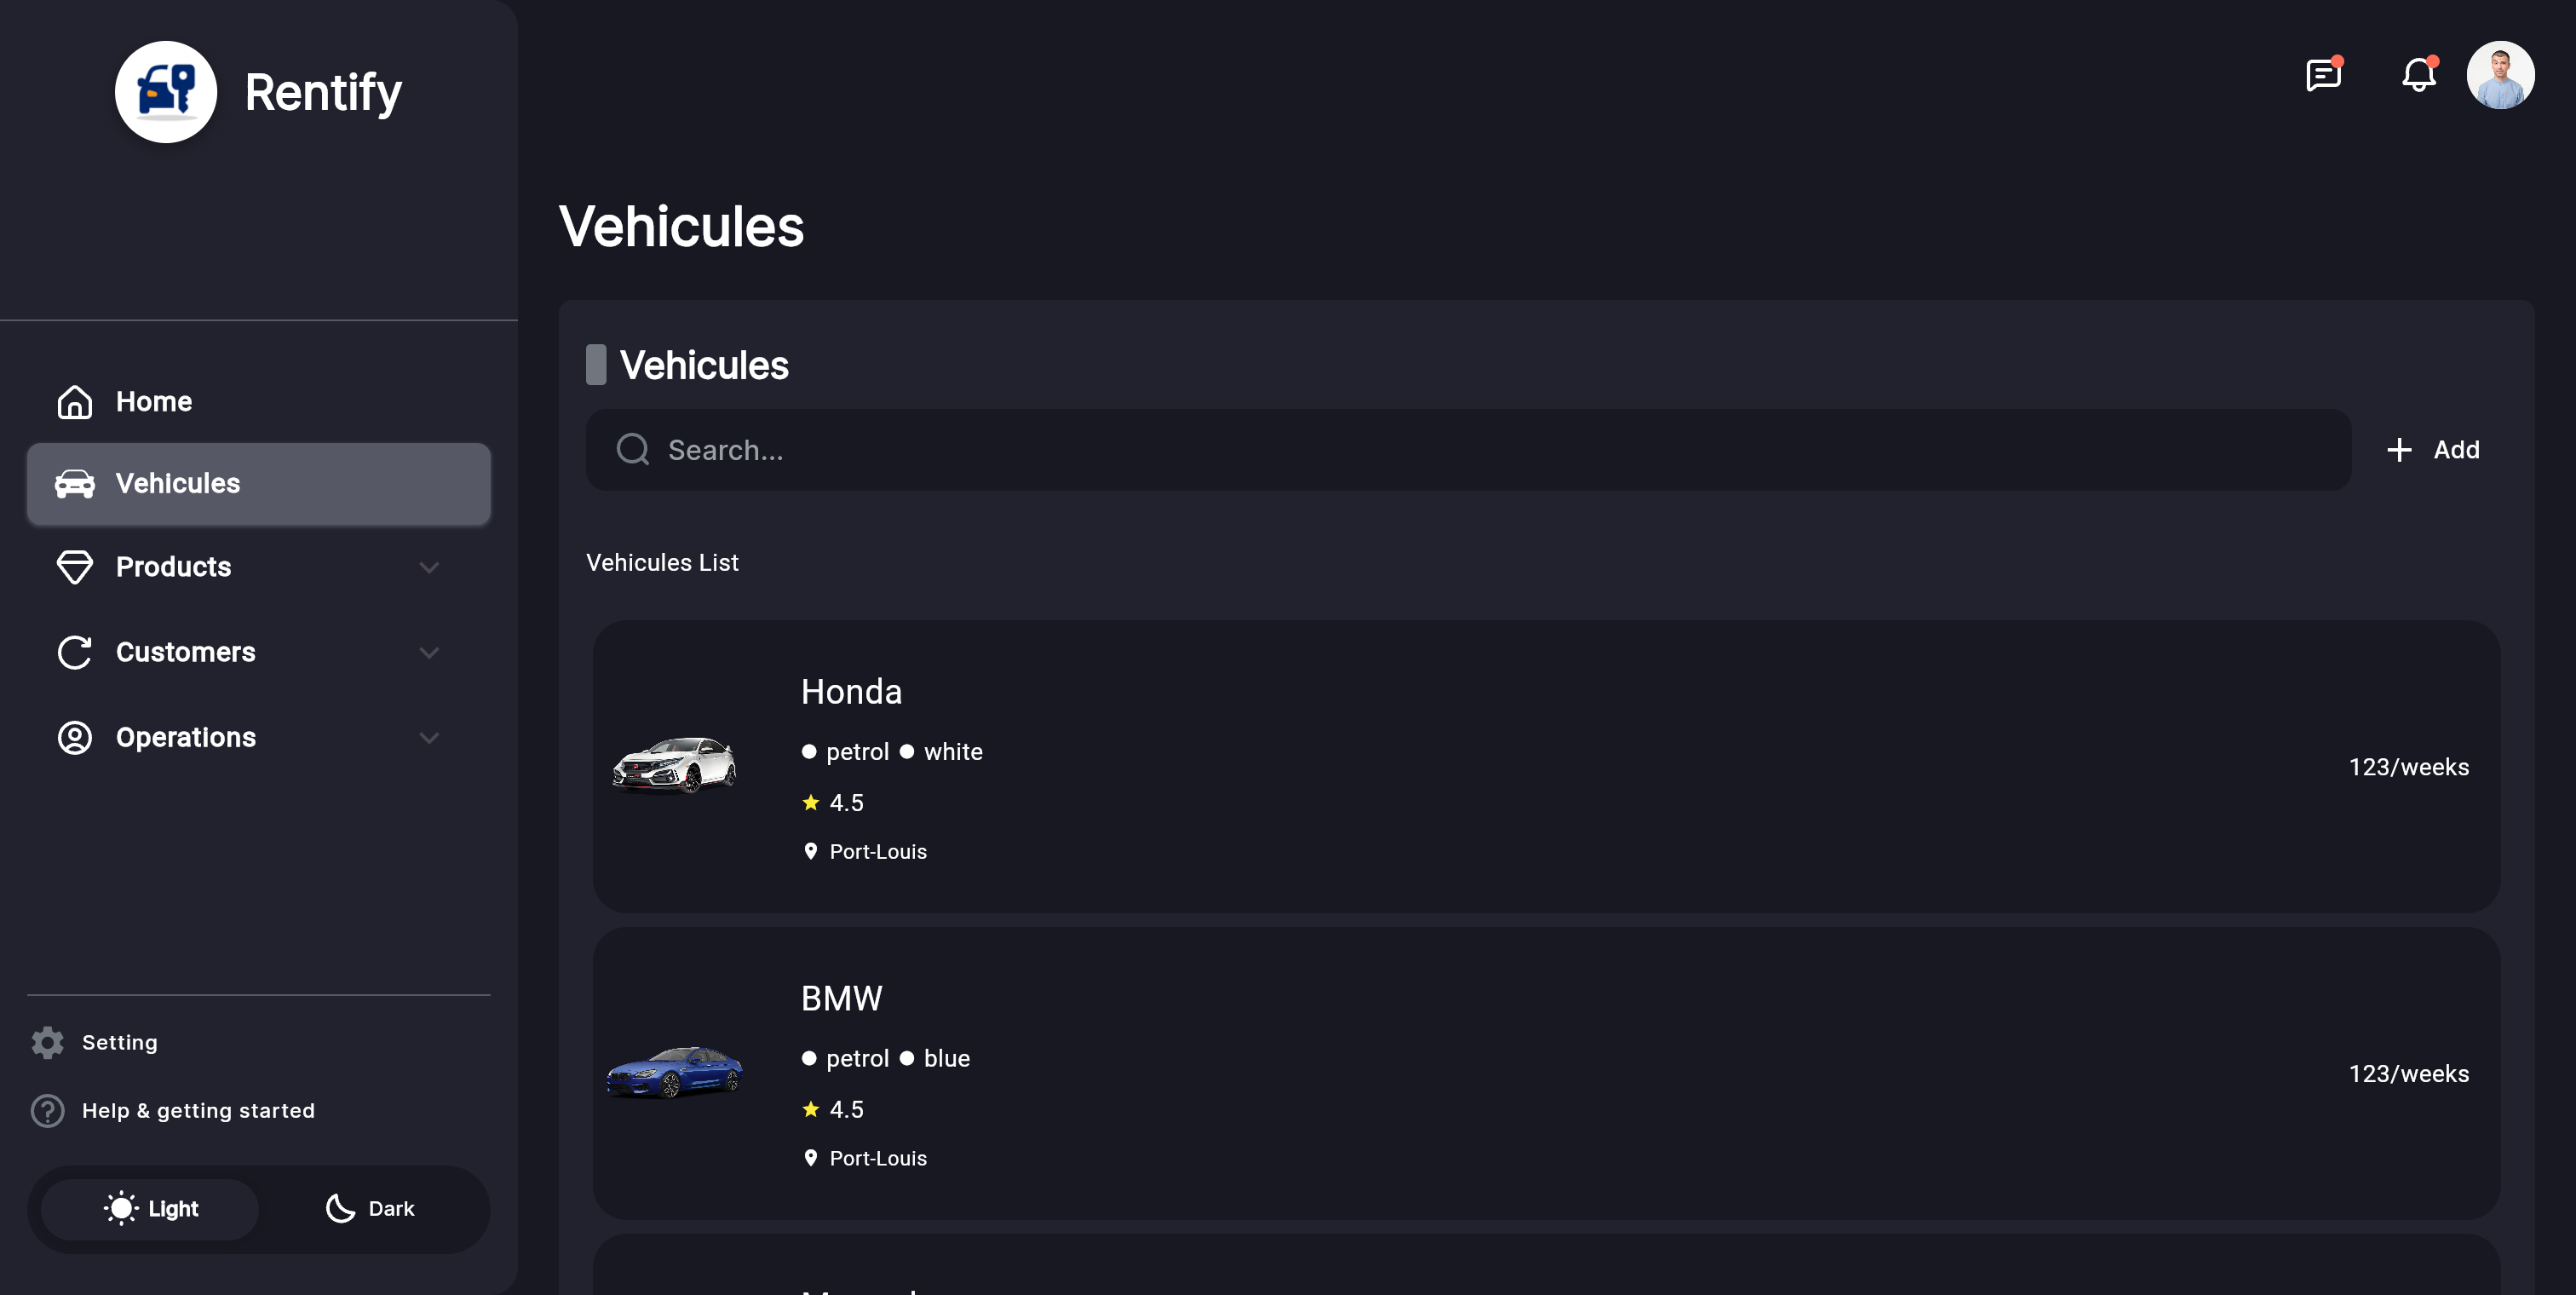 Rentify
Home
Vehicules
Products
Customers
Operations
Setting
Help & getting started
Light
Dark
Vehicules
Vehicules
Search...
Add
Vehicules List
Honda
petrol white
4.5
Port-Louis
123/weeks
BMW
petrol blue
4.5
Port-Louis
123/weeks